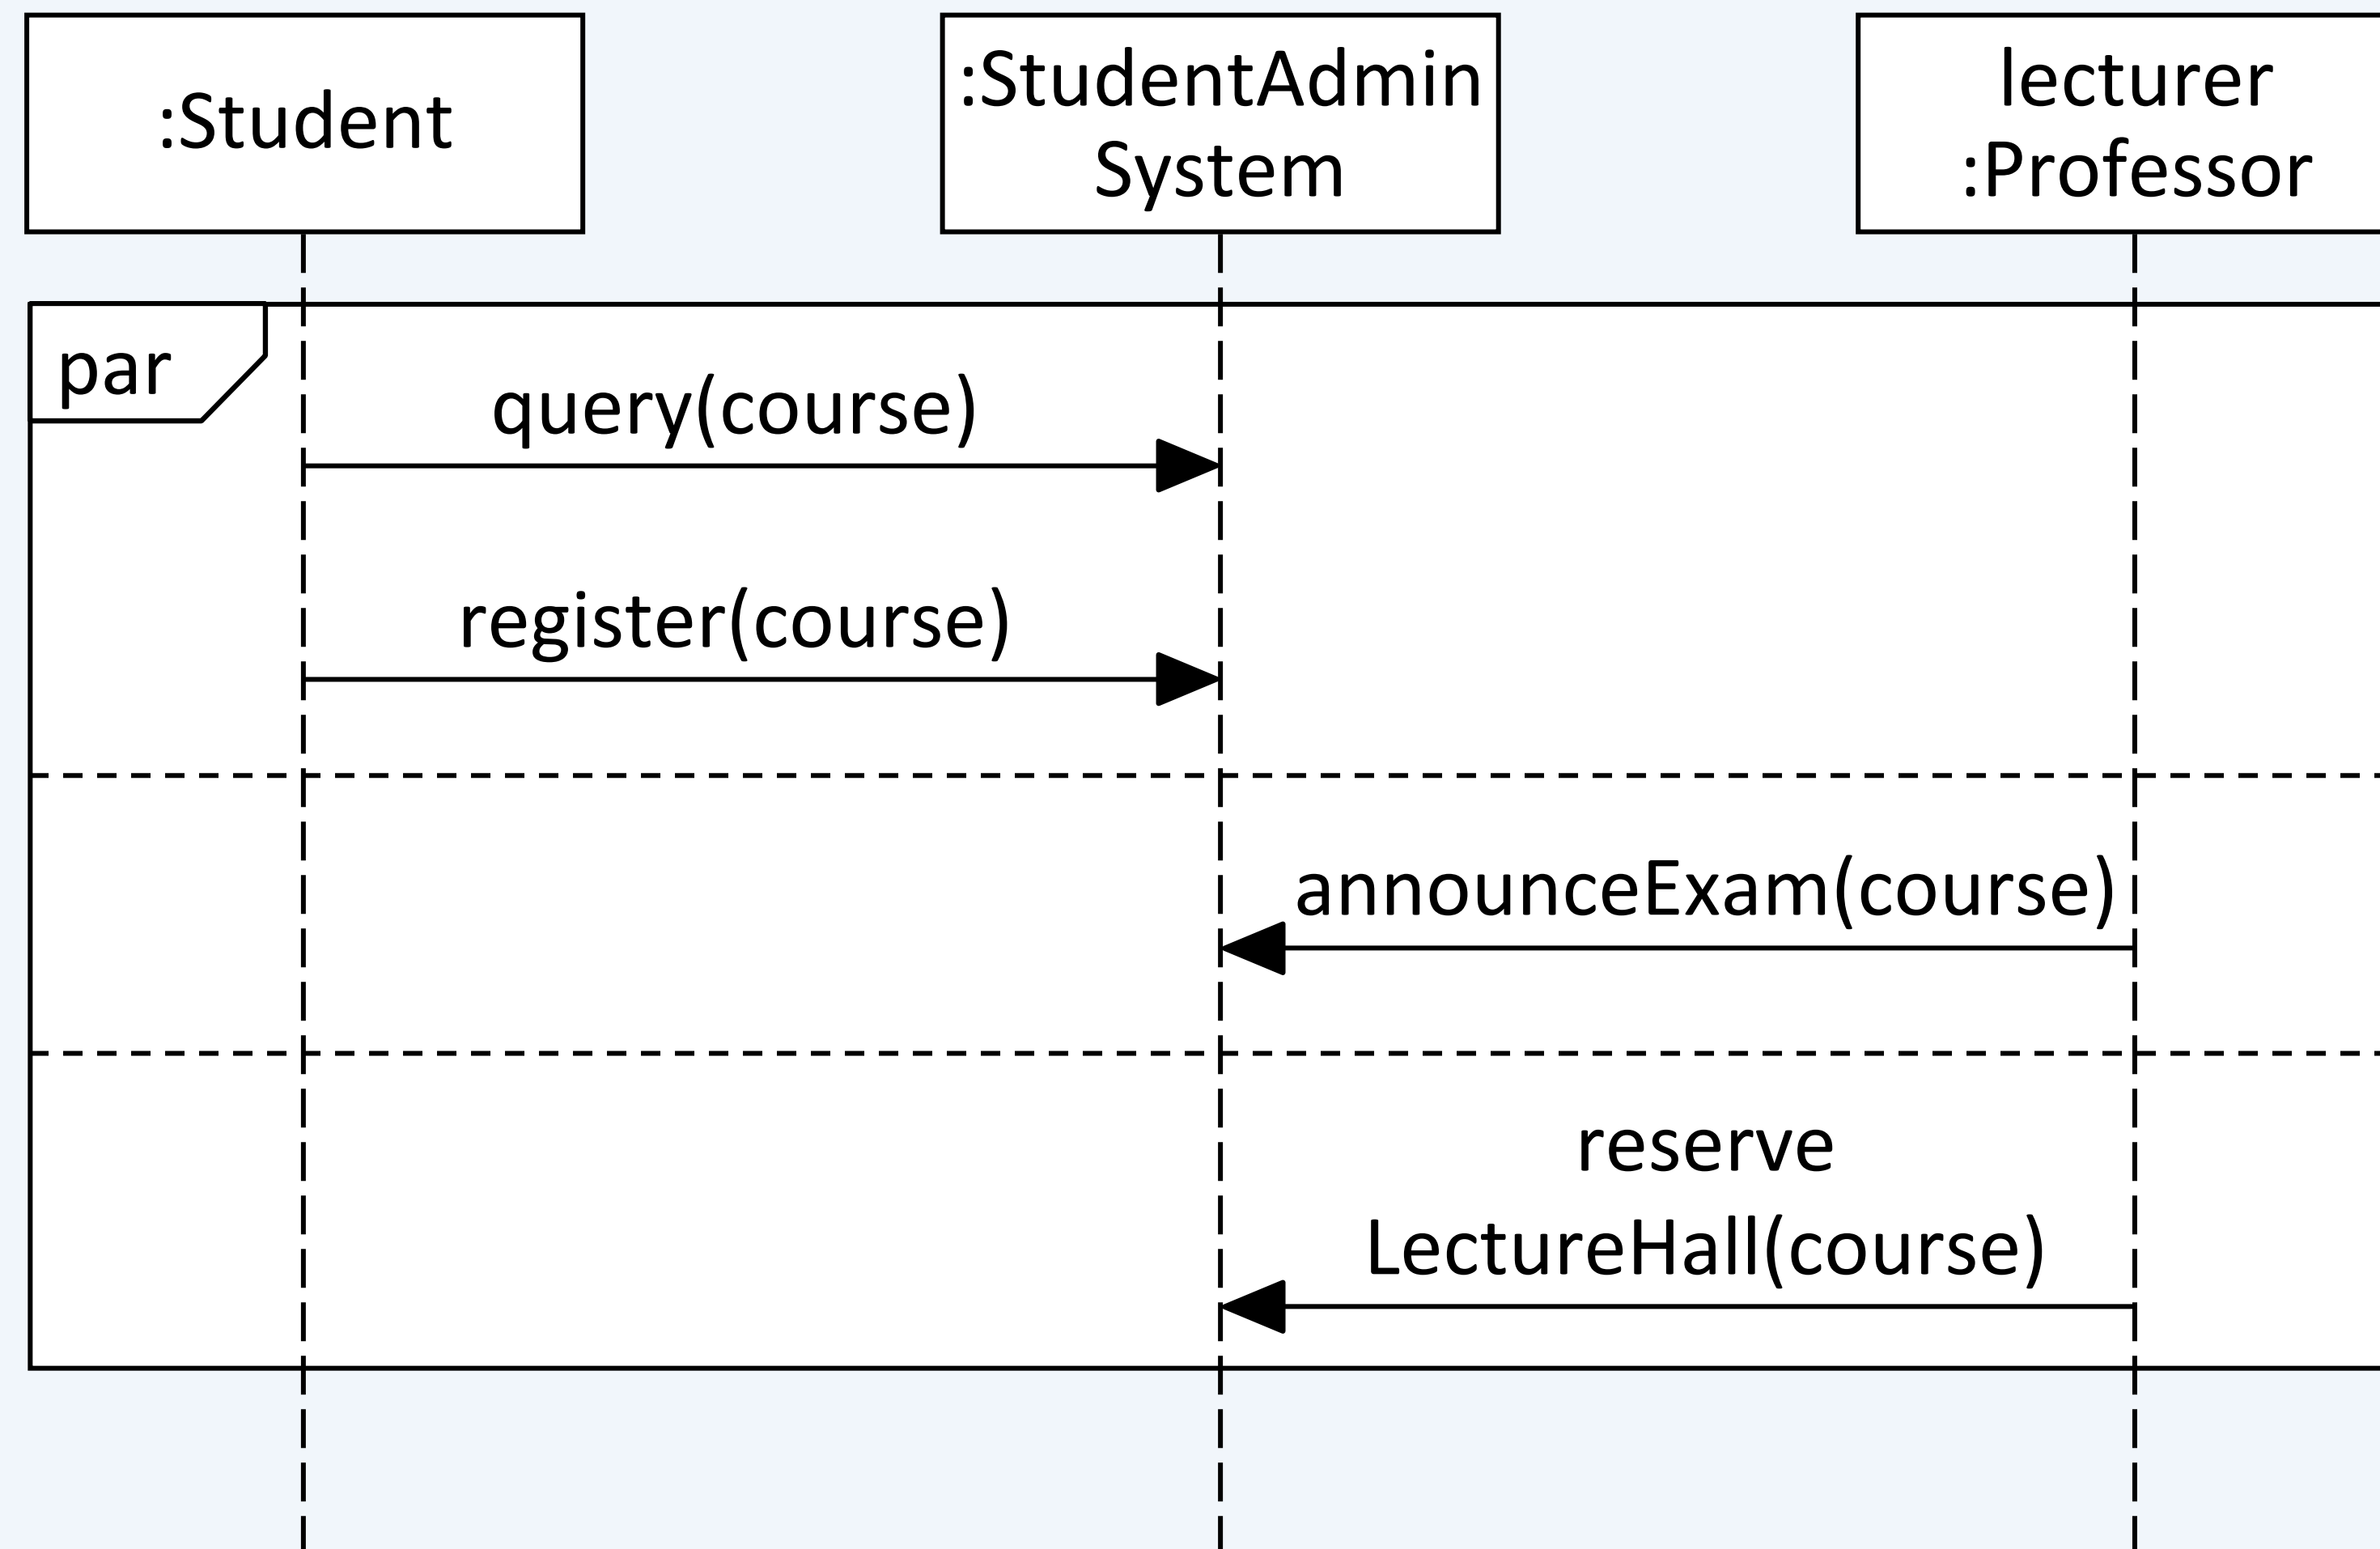 :Student
:StudentAdmin
System
lecturer
:Professor
par
query(course)
register(course)
announceExam(course)
reserve
LectureHall(course)